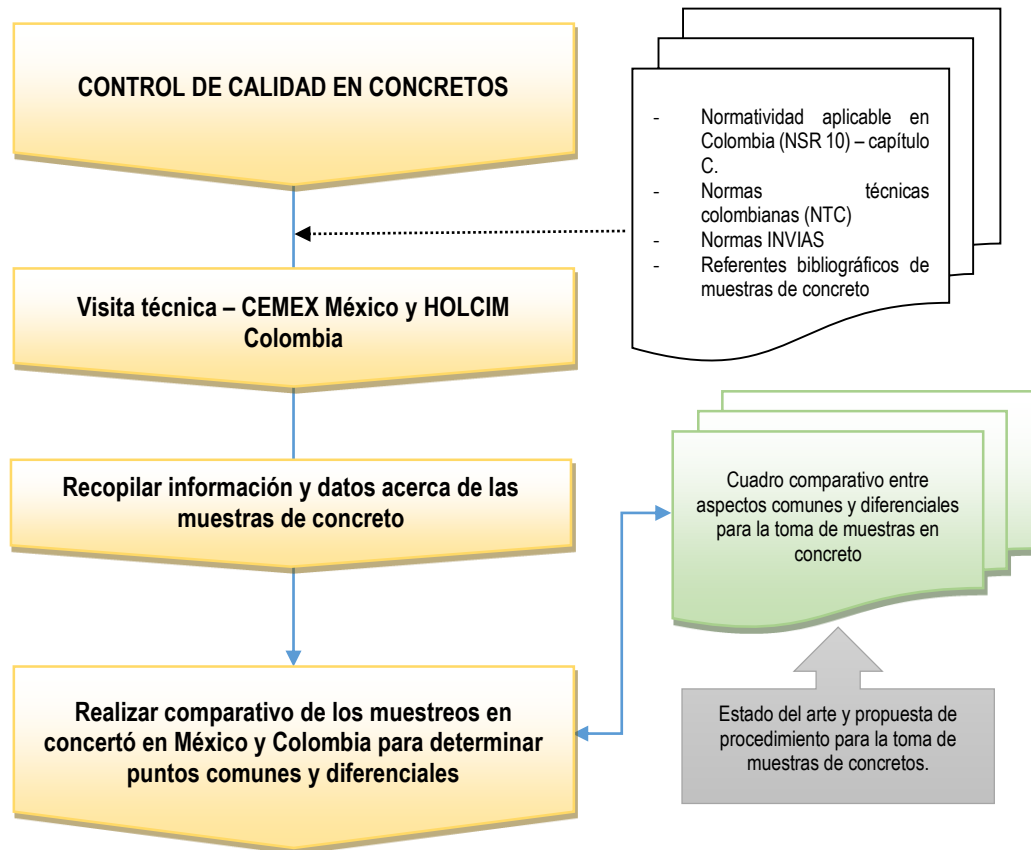 CONTROL DE CALIDAD EN CONCRETOS
- Normatividad aplicable en
Colombia (NSR 10) – capítulo
C.
- Normas técnicas
colombianas (NTC)
- Normas INVIAS
- Referentes bibliográficos de
muestras de concreto
Visita técnica – CEMEX México y HOLCIM
Colombia
Recopilar información y datos acerca de las
muestras de concreto
Cuadro comparativo entre
aspectos comunes y diferenciales
para la toma de muestras en
concreto
Realizar comparativo de los muestreos en
concertó en México y Colombia para determinar
puntos comunes y diferenciales
Estado del arte y propuesta de
procedimiento para la toma de
muestras de concretos.